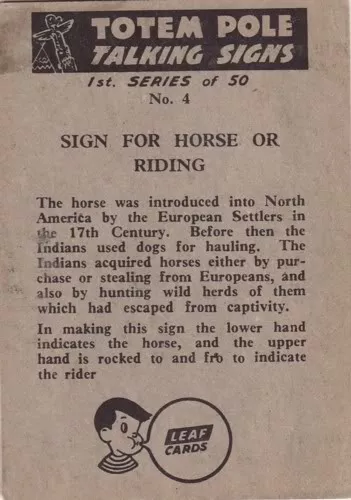 TOTEM POLE
TALKING SIGNS
1st. SERIES of 50
No. 4
SIGN FOR HORSE OR
RIDING
The horse was introduced into North
America by the European Settlers in
the 17th Century. Before then the
Indians used dogs for hauling. The
Indians acquired horses either by pur-
chase or stealing from Europeans, and
also by hunting wild herds of them
which had escaped from captivity.
In making this sign the lower hand
indicates the horse, and the upper
hand is rocked to and fro to indicate
the rider
LEAF
CARDS